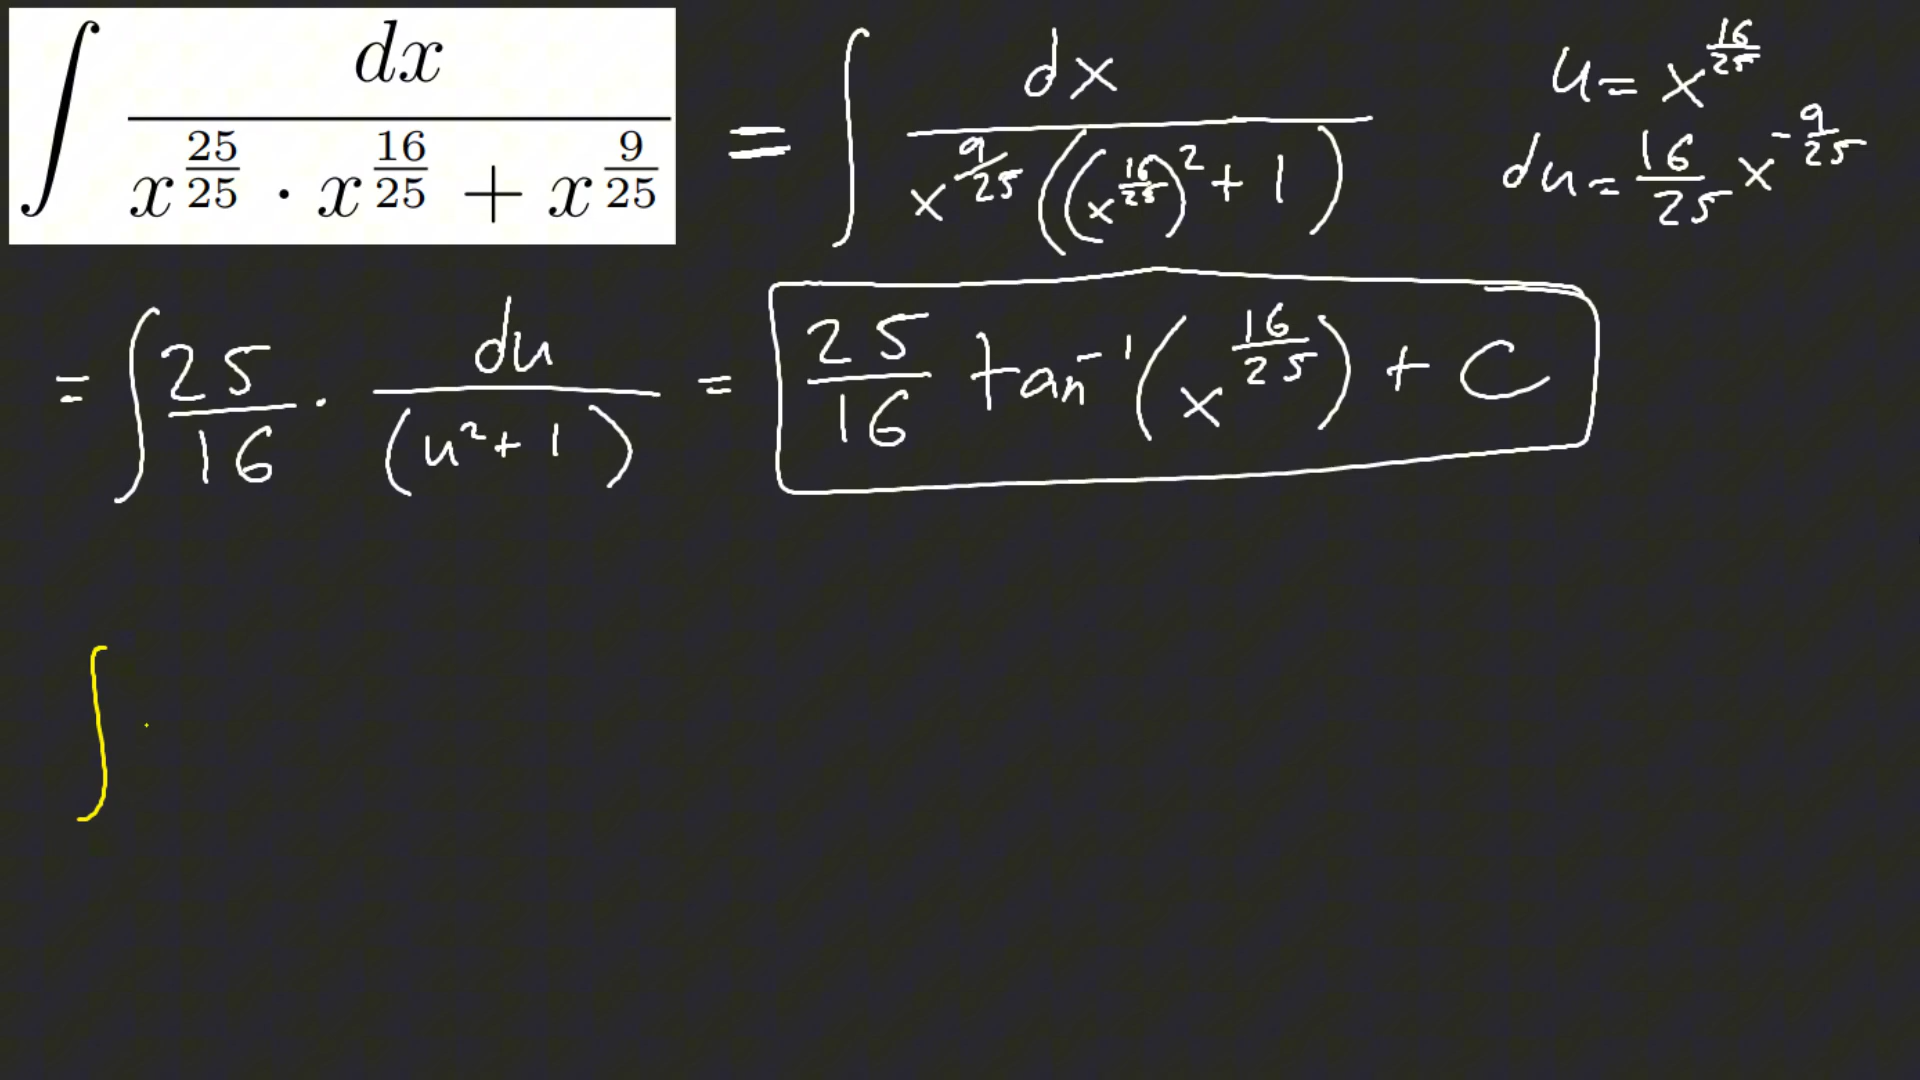 ∫ dx / (x^(25/25) · x^(16/25) + x^(9/25)) = ∫ dx / (x^(9/25) ((x^(16/25))² + 1))
u = x^(16/25)
du = 16/25 x^(-9/25)
= ∫ 25/16 · du / (u² + 1) = 25/16 tan⁻¹(x^(16/25)) + C
∫